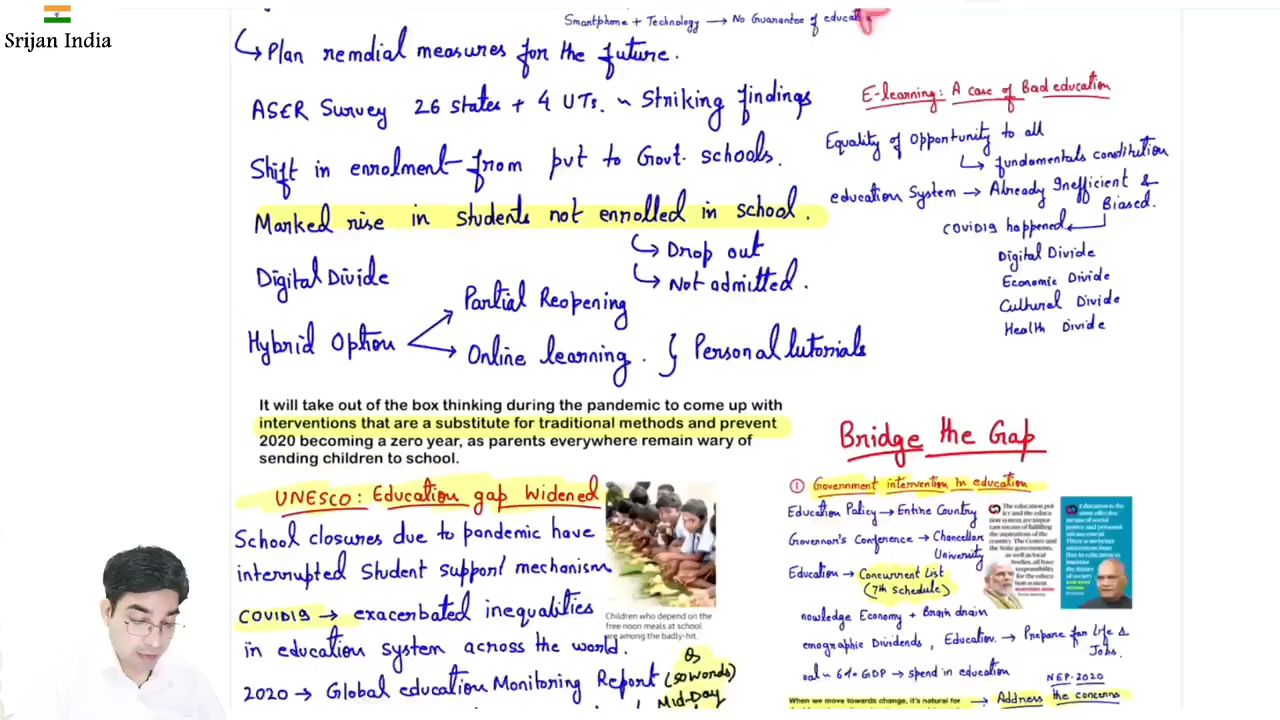 Srijan India
Smartphone + Technology → No Guarantee of educati
↳ Plan remdial measures for the future.
ASER Survey 26 states + 4 UTs. ~ Striking findings
Shift in enrolment from pvt to Govt. schools.
Marked rise in students not enrolled in school.
↳ Drop out
↳ Not admitted.
Digital Divide
Hybrid Option
Partial Reopening
Online learning. } Personal tutorials
E-learning: A case of Bad education
Equality of opportunity to all
↳ fundamentals constitution
education System → Already Inefficient &
Biased.
COVID19 happened
Digital Divide
Economic Divide
Cultural Divide
Health Divide
It will take out of the box thinking during the pandemic to come up with
interventions that are a substitute for traditional methods and prevent
2020 becoming a zero year, as parents everywhere remain wary of
sending children to school.
UNESCO: Education gap Widened
School closures due to pandemic have
interrupted Student support mechanism
COVID19 → exacerbated inequalities
in education system across the world.
2020 → Global education Monitoring Report
Children who depend on the
free noon meals at school
are among the badly-hit.
(50 words)
Mid-Day
Bridge the Gap
① Government intervention in education
Education Policy → Entire Country
Governor's Conference → Chancellor
University
Education → Concurrent List
(7th Schedule)
nowledge Economy + Brain drain
emographic Dividends, Education. → Prepare for Life &
Jobs.
oal ~ 6% GDP → spend in education
NEP-2020
When we move towards change, it's natural for
→ Address the concerns